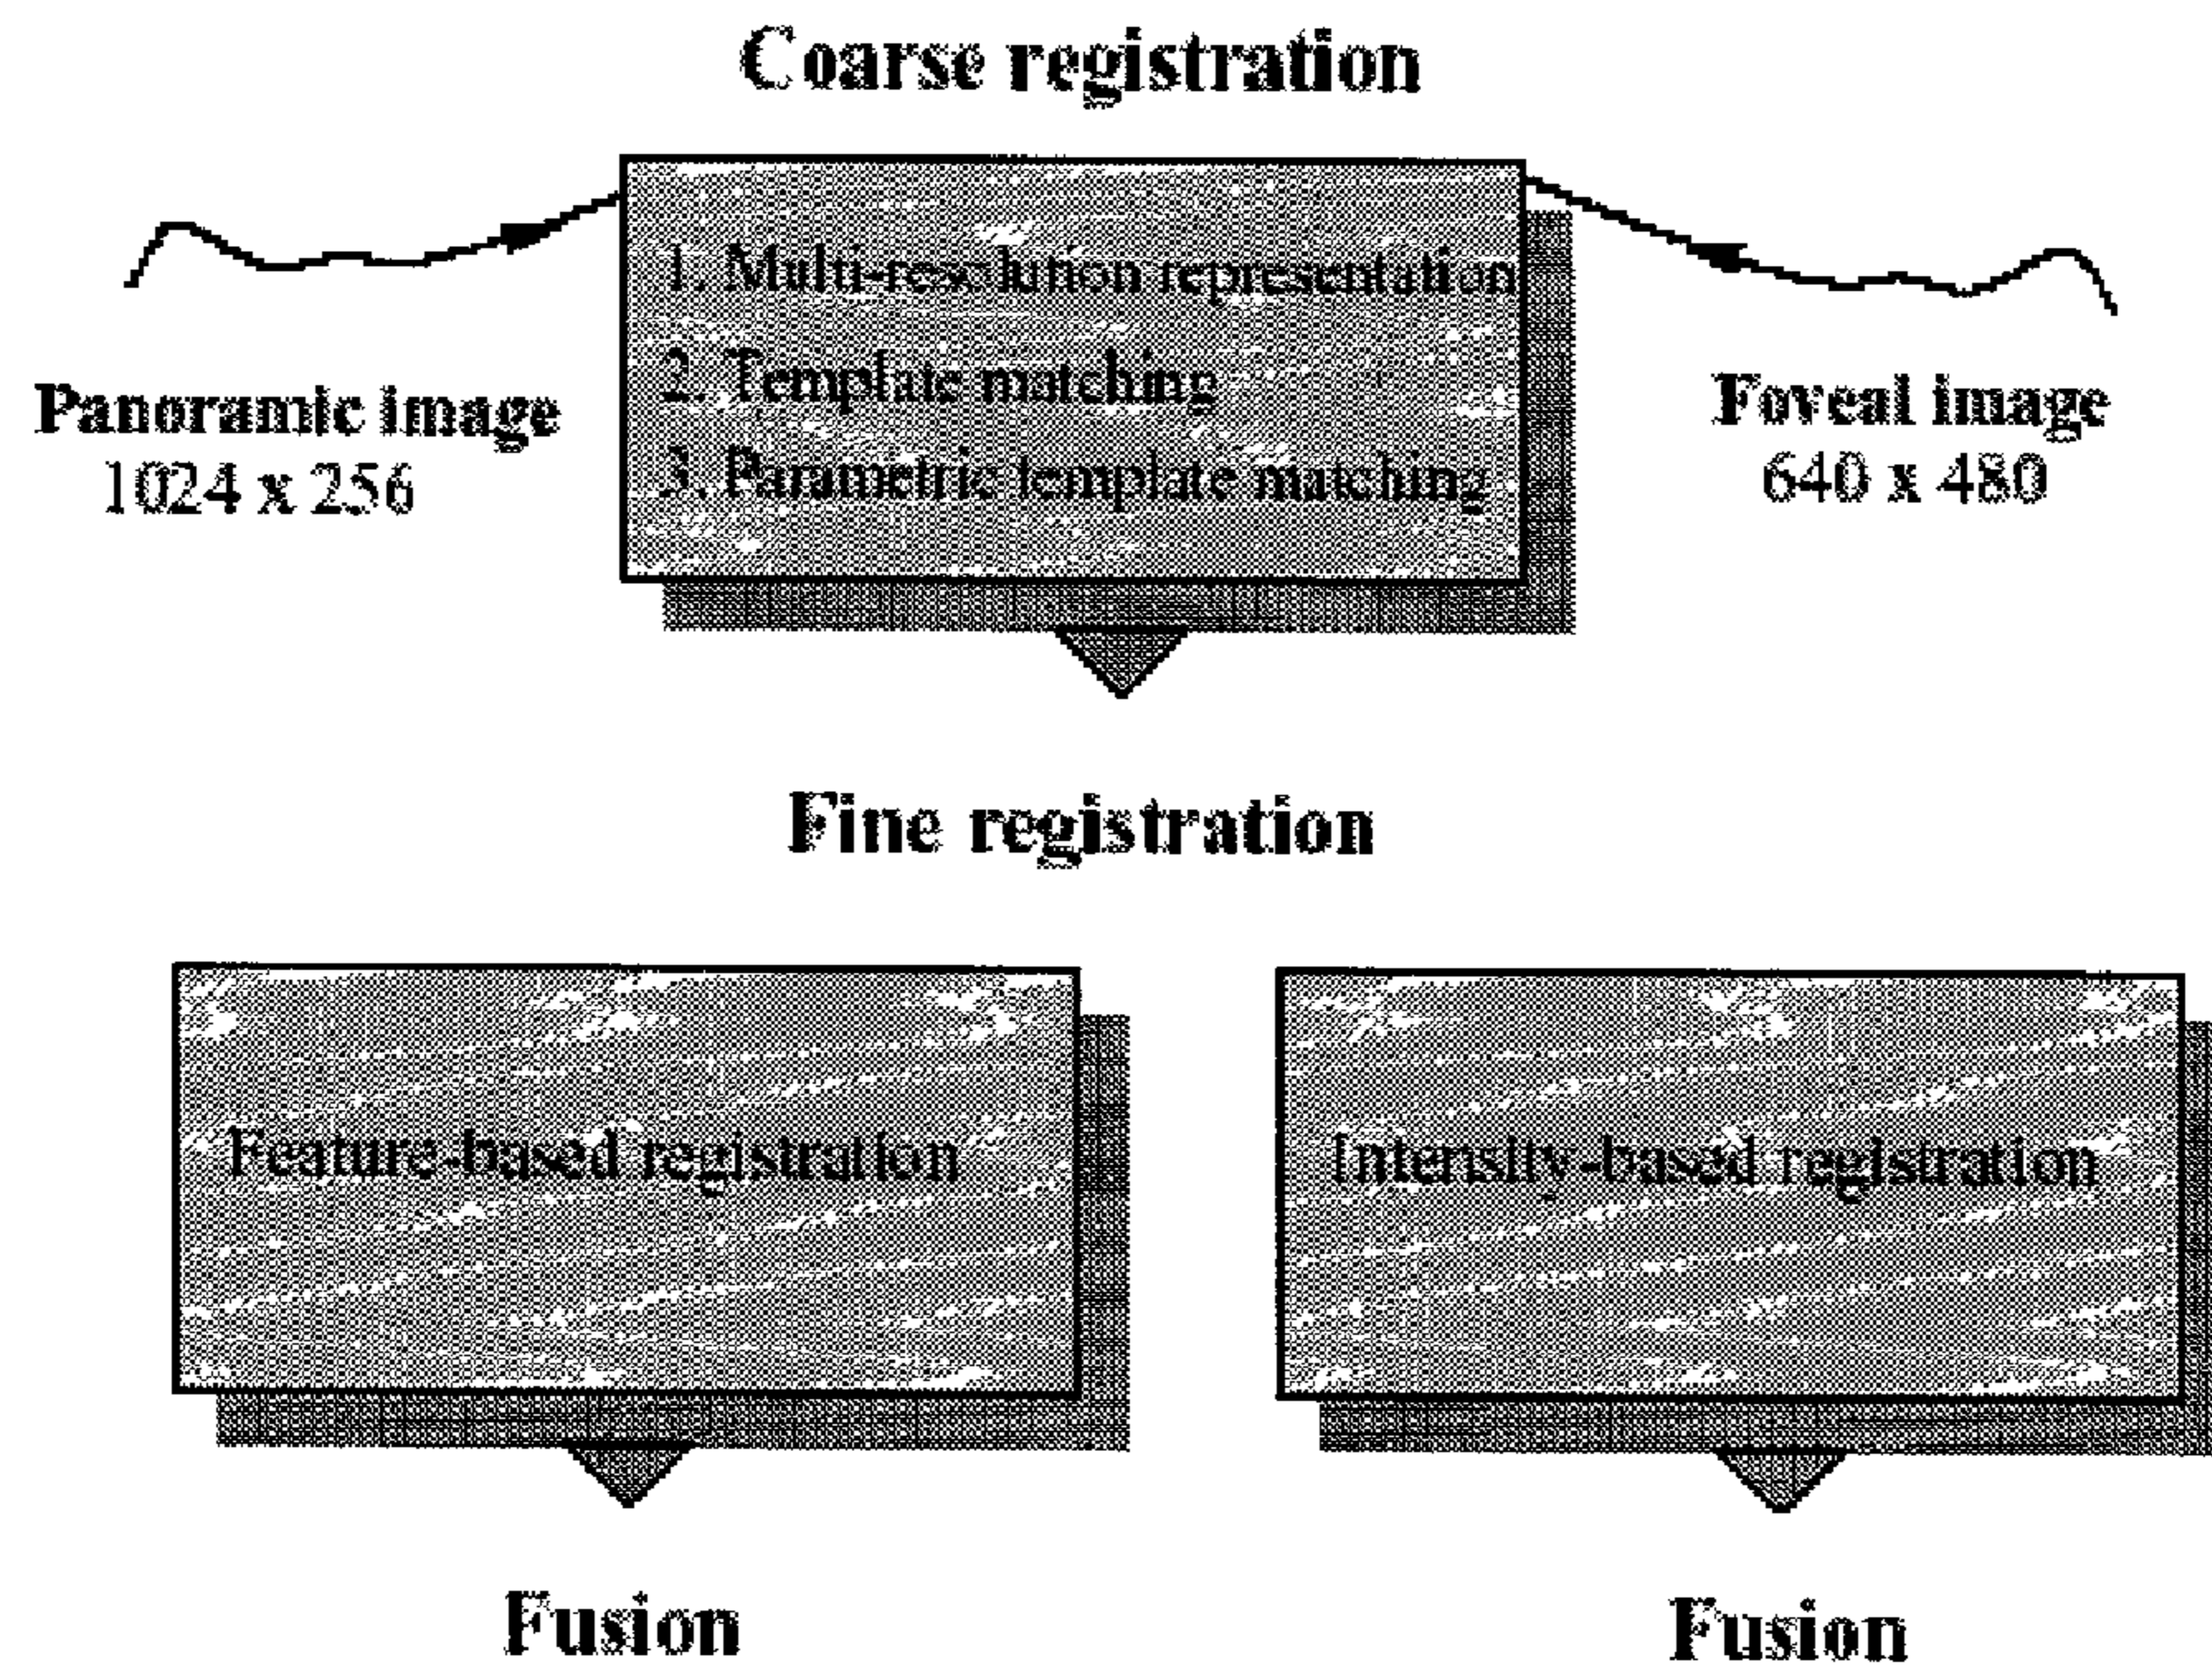 Coarse registration
1. Multi-resolution representation
2. Template matching
3. Parametric template matching
Panoramic image
1024 x 256
Foveal image
640 x 480
Fine registration
Feature-based registration
Intensity-based registration
Fusion
Fusion